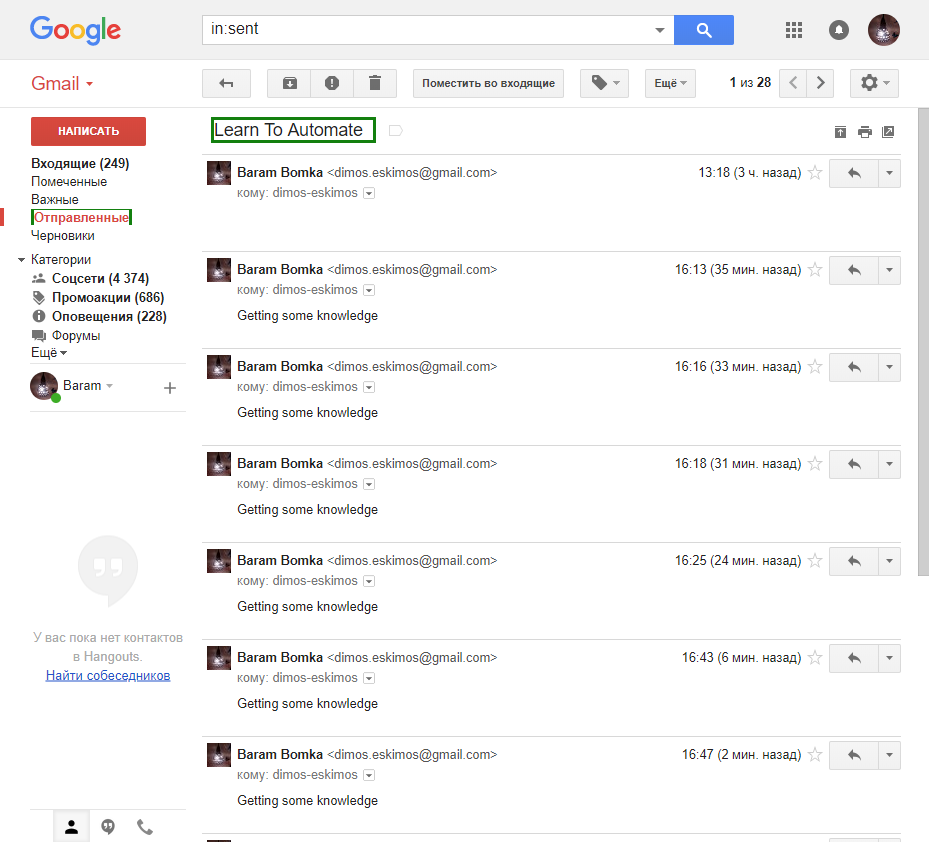 Google
in:sent
Gmail
Поместить во входящие
Ещё
1 из 28
НАПИСАТЬ
Входящие (249)
Помеченные
Важные
Отправленные
Черновики
Категории
Соцсети (4 374)
Промоакции (686)
Оповещения (228)
Форумы
Ещё
Baram
У вас пока нет контактов
в Hangouts.
Найти собеседников
Learn To Automate
Baram Bomka <dimos.eskimos@gmail.com> 13:18 (3 ч. назад)
кому: dimos-eskimos
Baram Bomka <dimos.eskimos@gmail.com> 16:13 (35 мин. назад)
кому: dimos-eskimos
Getting some knowledge
Baram Bomka <dimos.eskimos@gmail.com> 16:16 (33 мин. назад)
кому: dimos-eskimos
Getting some knowledge
Baram Bomka <dimos.eskimos@gmail.com> 16:18 (31 мин. назад)
кому: dimos-eskimos
Getting some knowledge
Baram Bomka <dimos.eskimos@gmail.com> 16:25 (24 мин. назад)
кому: dimos-eskimos
Getting some knowledge
Baram Bomka <dimos.eskimos@gmail.com> 16:43 (6 мин. назад)
кому: dimos-eskimos
Getting some knowledge
Baram Bomka <dimos.eskimos@gmail.com> 16:47 (2 мин. назад)
кому: dimos-eskimos
Getting some knowledge